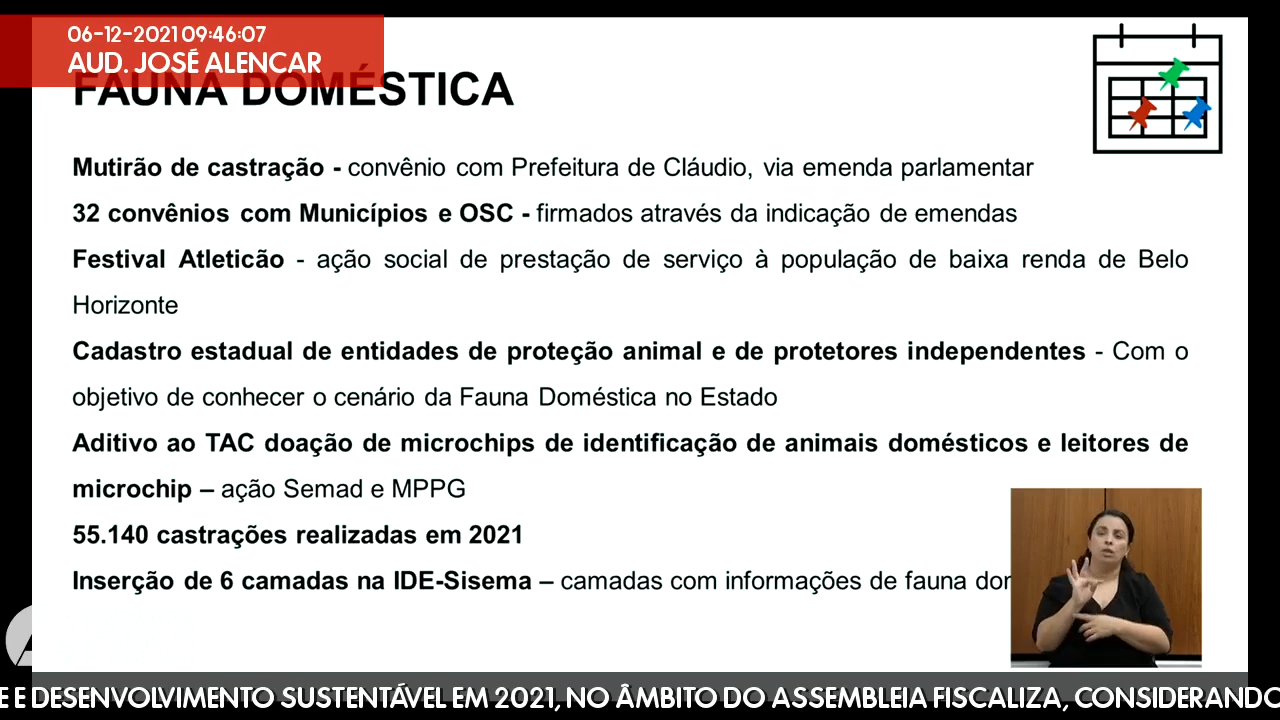 06-12-2021 09:46:07
AUD. JOSÉ ALENCAR
FAUNA DOMÉSTICA
Mutirão de castração - convênio com Prefeitura de Cláudio, via emenda parlamentar
32 convênios com Municípios e OSC - firmados através da indicação de emendas
Festival Atleticão - ação social de prestação de serviço à população de baixa renda de Belo
Horizonte
Cadastro estadual de entidades de proteção animal e de protetores independentes - Com o
objetivo de conhecer o cenário da Fauna Doméstica no Estado
Aditivo ao TAC doação de microchips de identificação de animais domésticos e leitores de
microchip – ação Semad e MPPG
55.140 castrações realizadas em 2021
Inserção de 6 camadas na IDE-Sisema – camadas com informações de fauna
E E DESENVOLVIMENTO SUSTENTÁVEL EM 2021, NO ÂMBITO DO ASSEMBLEIA FISCALIZA, CONSIDERANDO